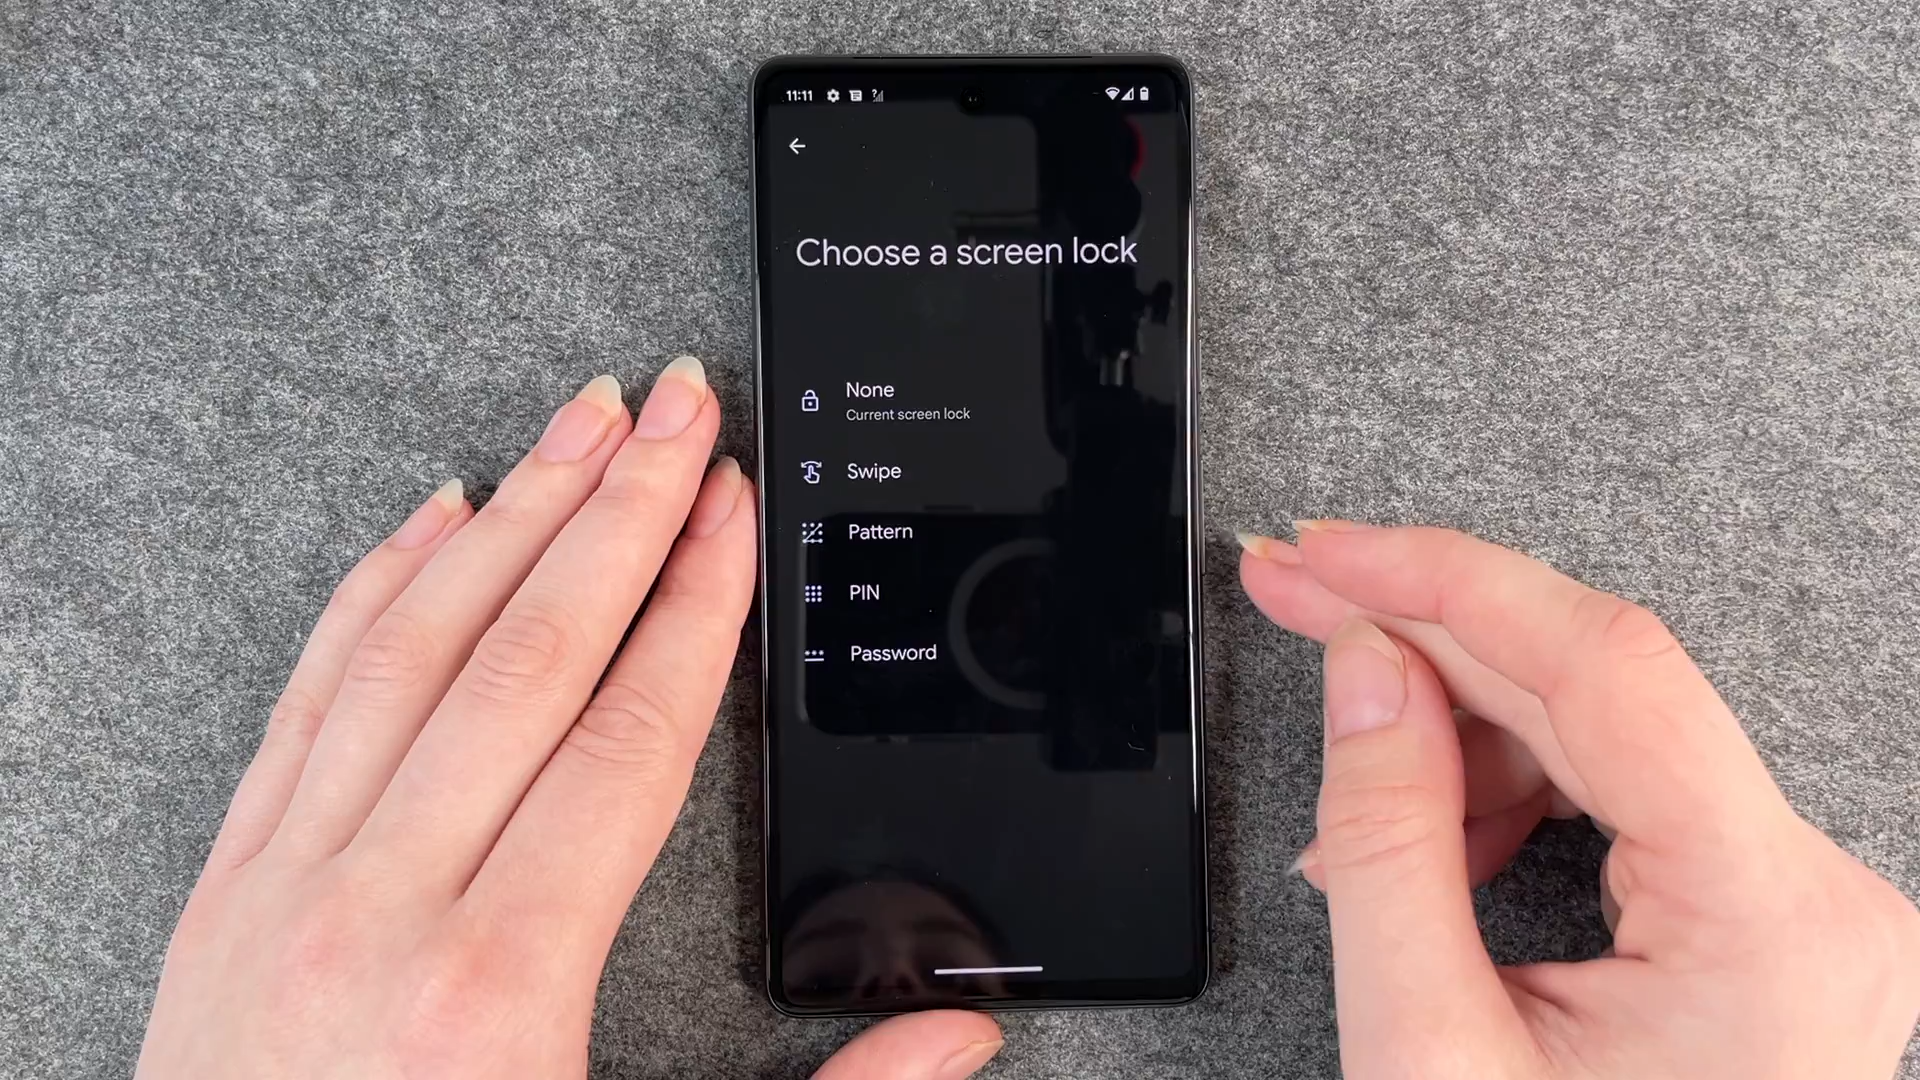 11:11
Choose a screen lock
None
Current screen lock
Swipe
Pattern
PIN
Password